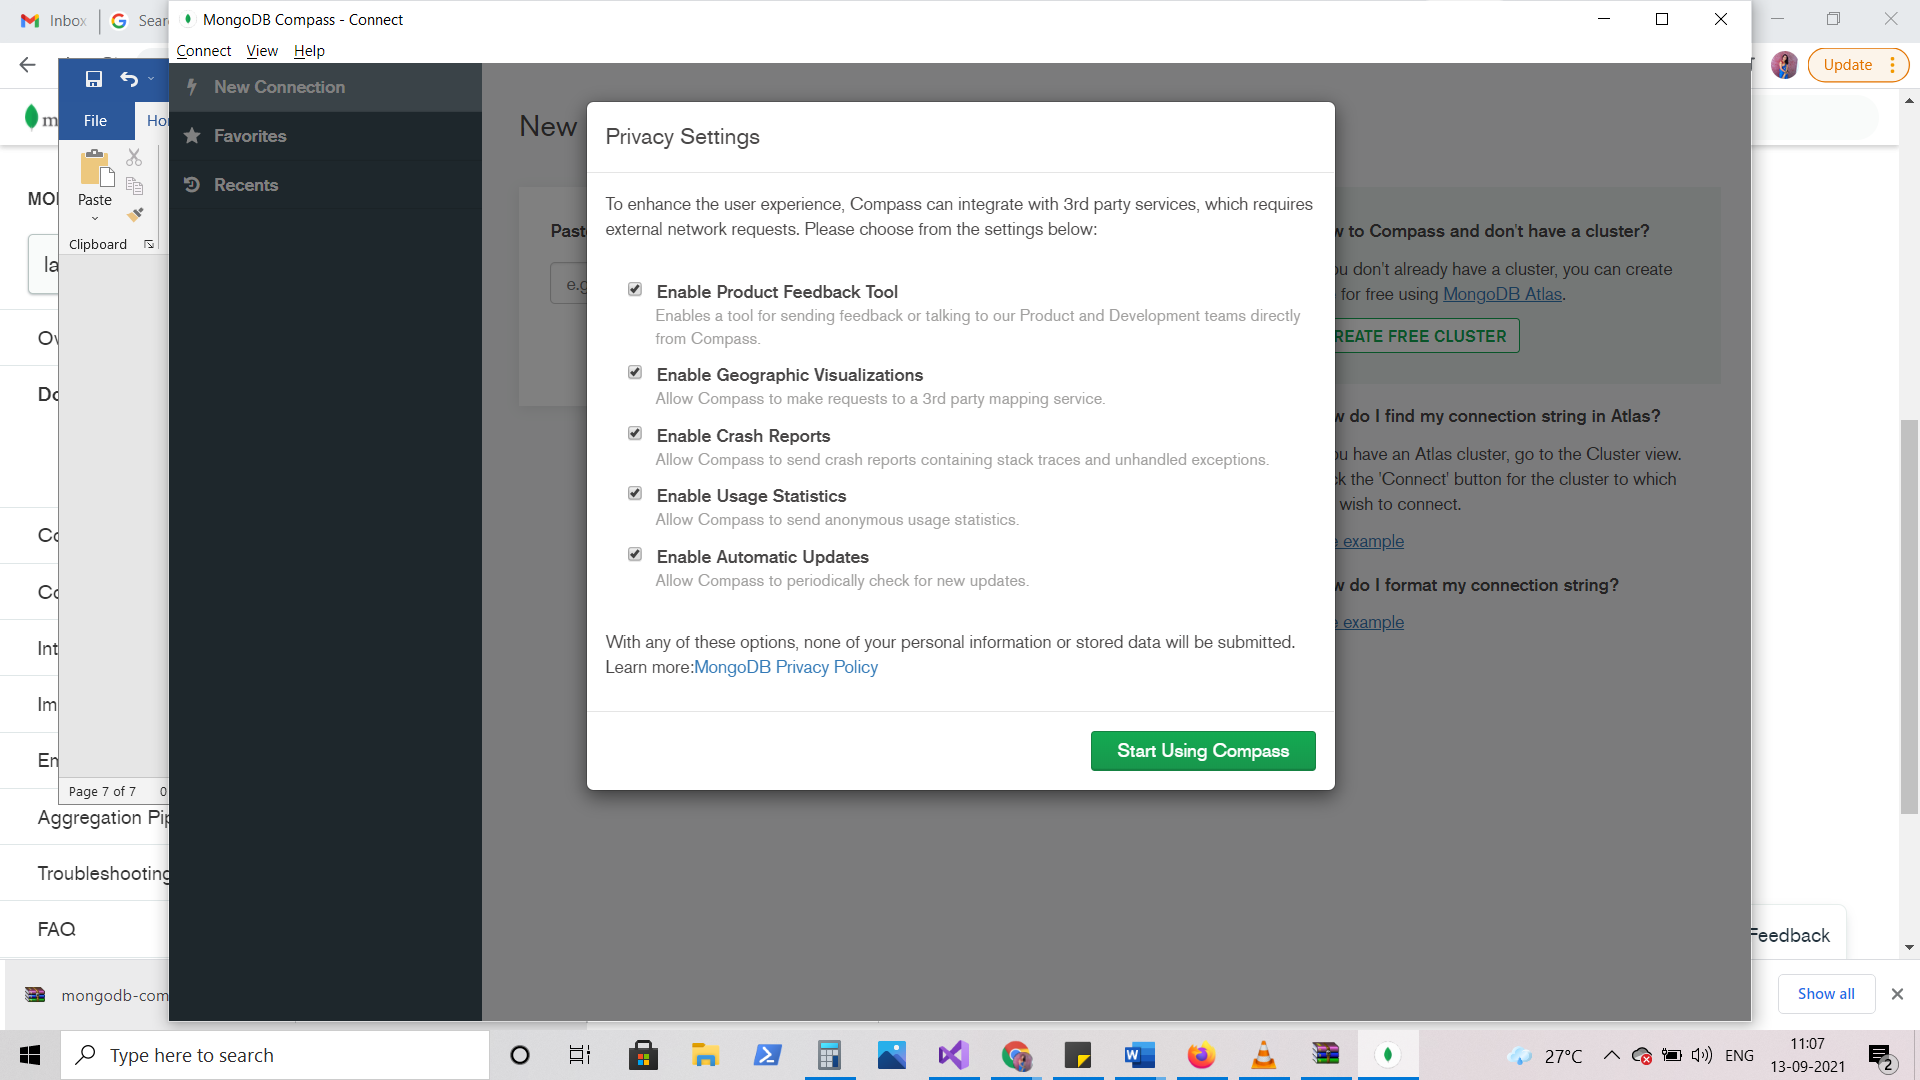 Inbox
MongoDB Compass - Connect
Connect View Help
Update
New Connection
Favorites
Recents
File
Paste
Clipboard
Page 7 of 7
New
Privacy Settings
To enhance the user experience, Compass can integrate with 3rd party services, which requires
external network requests. Please choose from the settings below:
Enable Product Feedback Tool
Enables a tool for sending feedback or talking to our Product and Development teams directly
from Compass.
Enable Geographic Visualizations
Allow Compass to make requests to a 3rd party mapping service.
Enable Crash Reports
Allow Compass to send crash reports containing stack traces and unhandled exceptions.
Enable Usage Statistics
Allow Compass to send anonymous usage statistics.
Enable Automatic Updates
Allow Compass to periodically check for new updates.
With any of these options, none of your personal information or stored data will be submitted.
Learn more:MongoDB Privacy Policy
Start Using Compass
to Compass and don't have a cluster?
don't already have a cluster, you can create
for free using MongoDB Atlas.
REATE FREE CLUSTER
do I find my connection string in Atlas?
have an Atlas cluster, go to the Cluster view.
the 'Connect' button for the cluster to which
wish to connect.
example
do I format my connection string?
example
Aggregation Pip
Troubleshooting
FAQ
Feedback
mongodb-com
Show all
Type here to search
27°C
ENG
11:07
13-09-2021
2